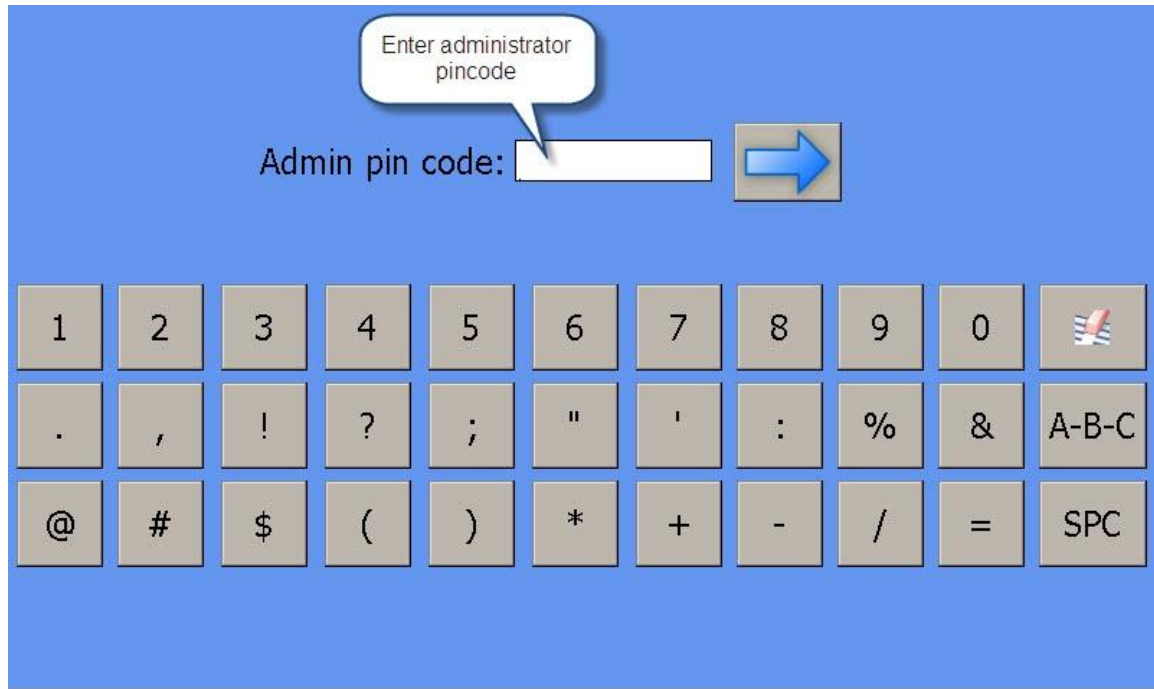 Enter administrator
pincode
Admin pin code:
1 2 3 4 5 6 7 8 9 0
. , ! ? ; " ' : % & A-B-C
@ # $ ( ) * + - / = SPC